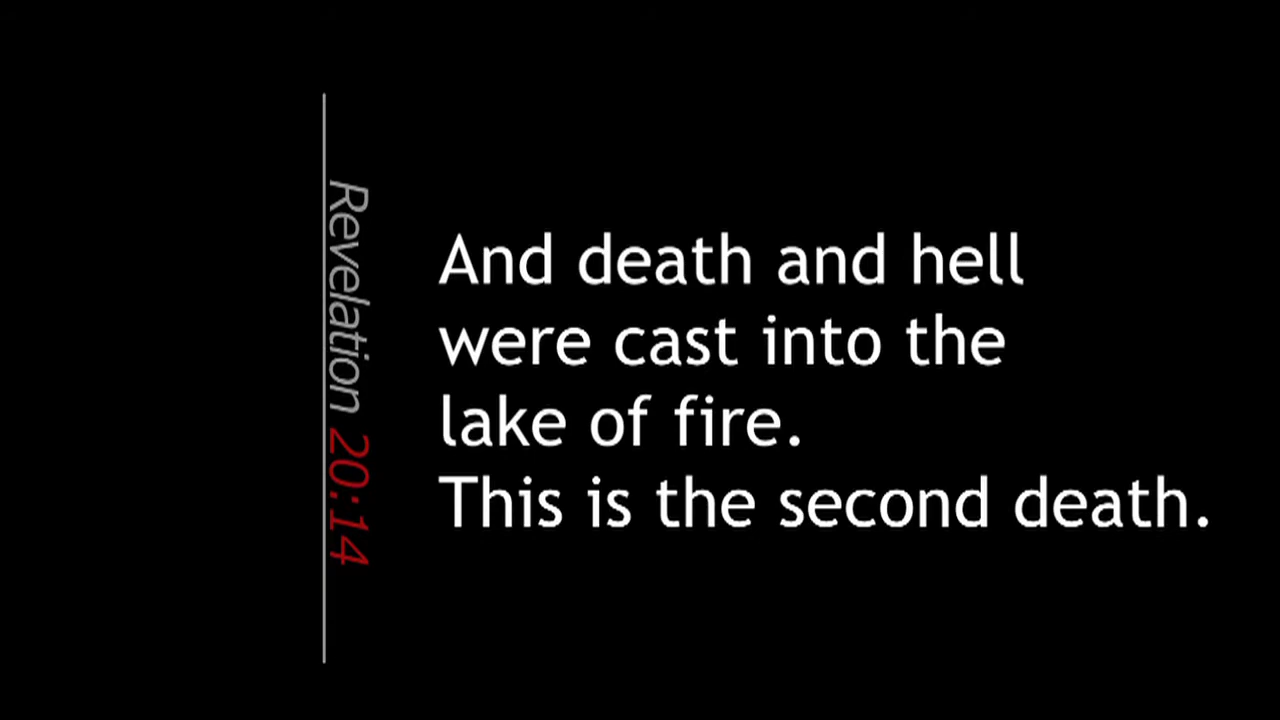 Revelation 20:14
And death and hell
were cast into the
lake of fire.
This is the second death.